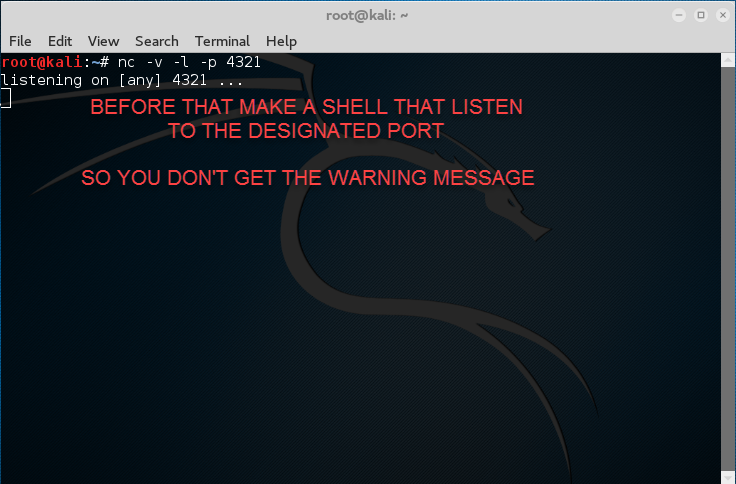 root@kali: ~
File Edit View Search Terminal Help
root@kali:~# nc -v -l -p 4321
listening on [any] 4321 ...
BEFORE THAT MAKE A SHELL THAT LISTEN
TO THE DESIGNATED PORT
SO YOU DON'T GET THE WARNING MESSAGE